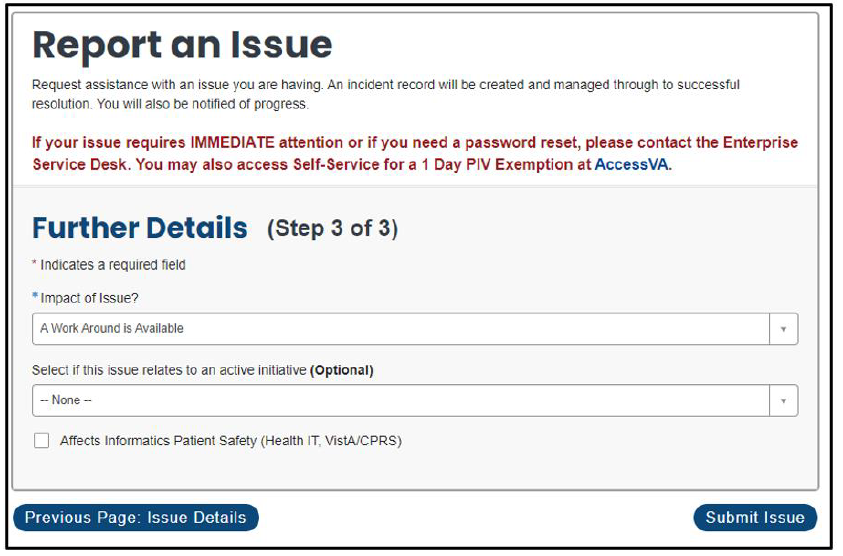 Report an Issue
Request assistance with an issue you are having. An incident record will be created and managed through to successful
resolution. You will also be notified of progress.
If your issue requires IMMEDIATE attention or if you need a password reset, please contact the Enterprise
Service Desk. You may also access Self-Service for a 1 Day PIV Exemption at AccessVA.
Further Details (Step 3 of 3)
* Indicates a required field
* Impact of Issue?
A Work Around is Available
Select if this issue relates to an active initiative (Optional)
-- None --
Affects Informatics Patient Safety (Health IT, VistA/CPRS)
Previous Page: Issue Details
Submit Issue